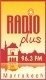 RADIO
plus
96.3 FM
Marrakech